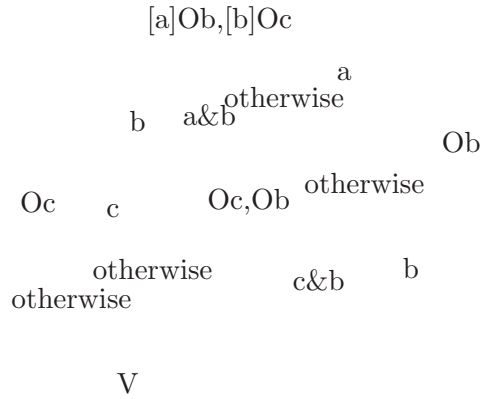 [a]Ob,[b]Oc
a
otherwise
b
a&b
Ob
otherwise
Oc
c
Oc,Ob
otherwise
c&b
b
otherwise
V